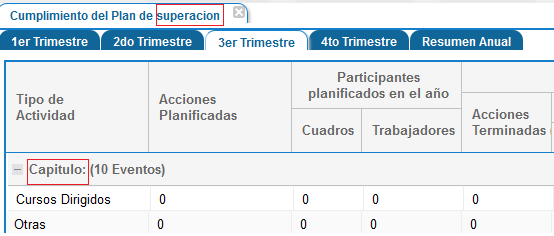 Cumplimiento del Plan de superacion
1er Trimestre 2do Trimestre 3er Trimestre 4to Trimestre Resumen Anual
Tipo de
Actividad
Acciones
Planificadas
Participantes
planificados en el año
Cuadros Trabajadores
Acciones
Terminadas
Capitulo: (10 Eventos)
Cursos Dirigidos 0 0 0 0
Otras 0 0 0 0